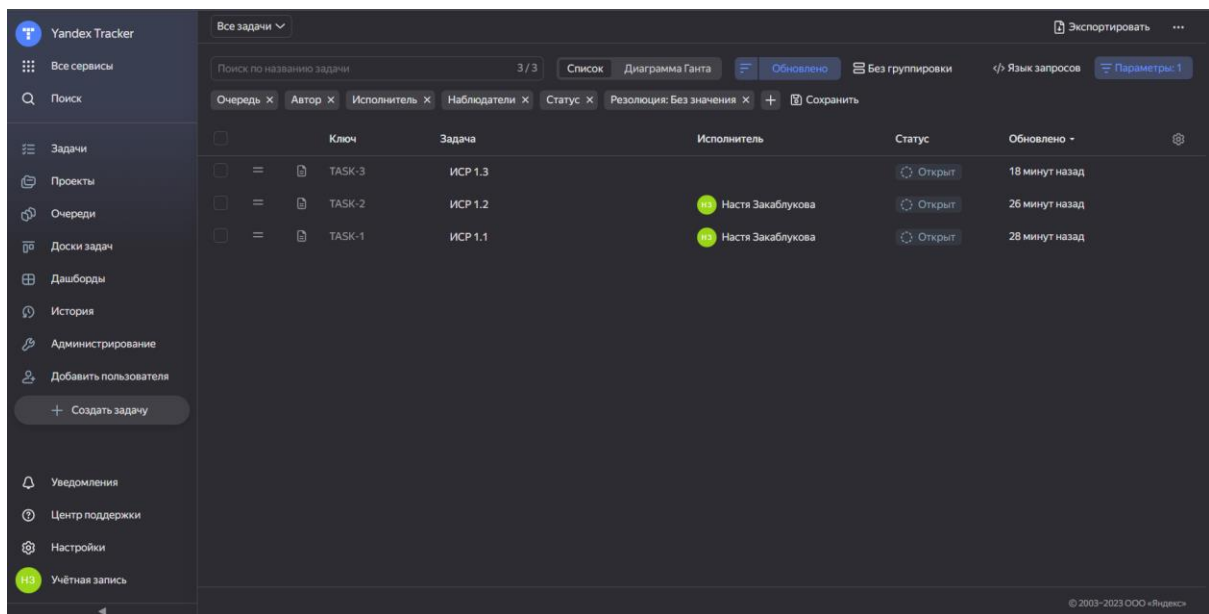 Yandex Tracker
Все сервисы
Поиск
Задачи
Проекты
Очереди
Доски задач
Дашборды
История
Администрирование
Добавить пользователя
+ Создать задачу
Уведомления
Центр поддержки
Настройки
НЗ Учётная запись
Все задачи
Экспортировать ···
Поиск по названию задачи 3 / 3 Список Диаграмма Ганта Обновлено Без группировки </> Язык запросов Параметры: 1
Очередь × Автор × Исполнитель × Наблюдатели × Статус × Резолюция: Без значения × + Сохранить
Ключ Задача Исполнитель Статус Обновлено
TASK-3 ИСР 1.3 Открыт 18 минут назад
TASK-2 ИСР 1.2 НЗ Настя Закаблукова Открыт 26 минут назад
TASK-1 ИСР 1.1 НЗ Настя Закаблукова Открыт 28 минут назад
© 2003–2023 ООО «Яндекс»